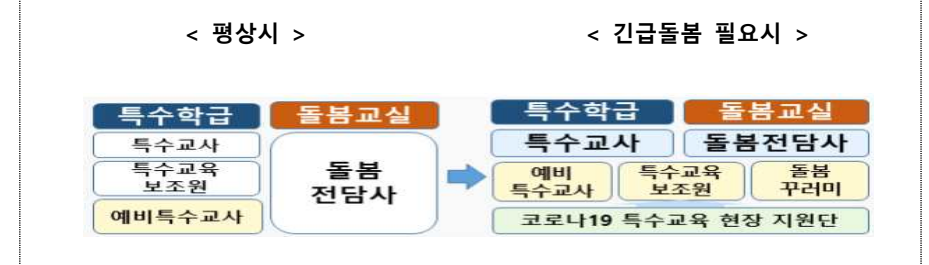 < 평상시 >
< 긴급돌봄 필요시 >
특수학급
돌봄교실
특수교사
특수교육
보조원
예비특수교사
돌봄
전담사
특수학급
돌봄교실
특수교사
돌봄전담사
예비
특수교사
특수교육
보조원
돌봄
꾸러미
코로나19 특수교육 현장 지원단